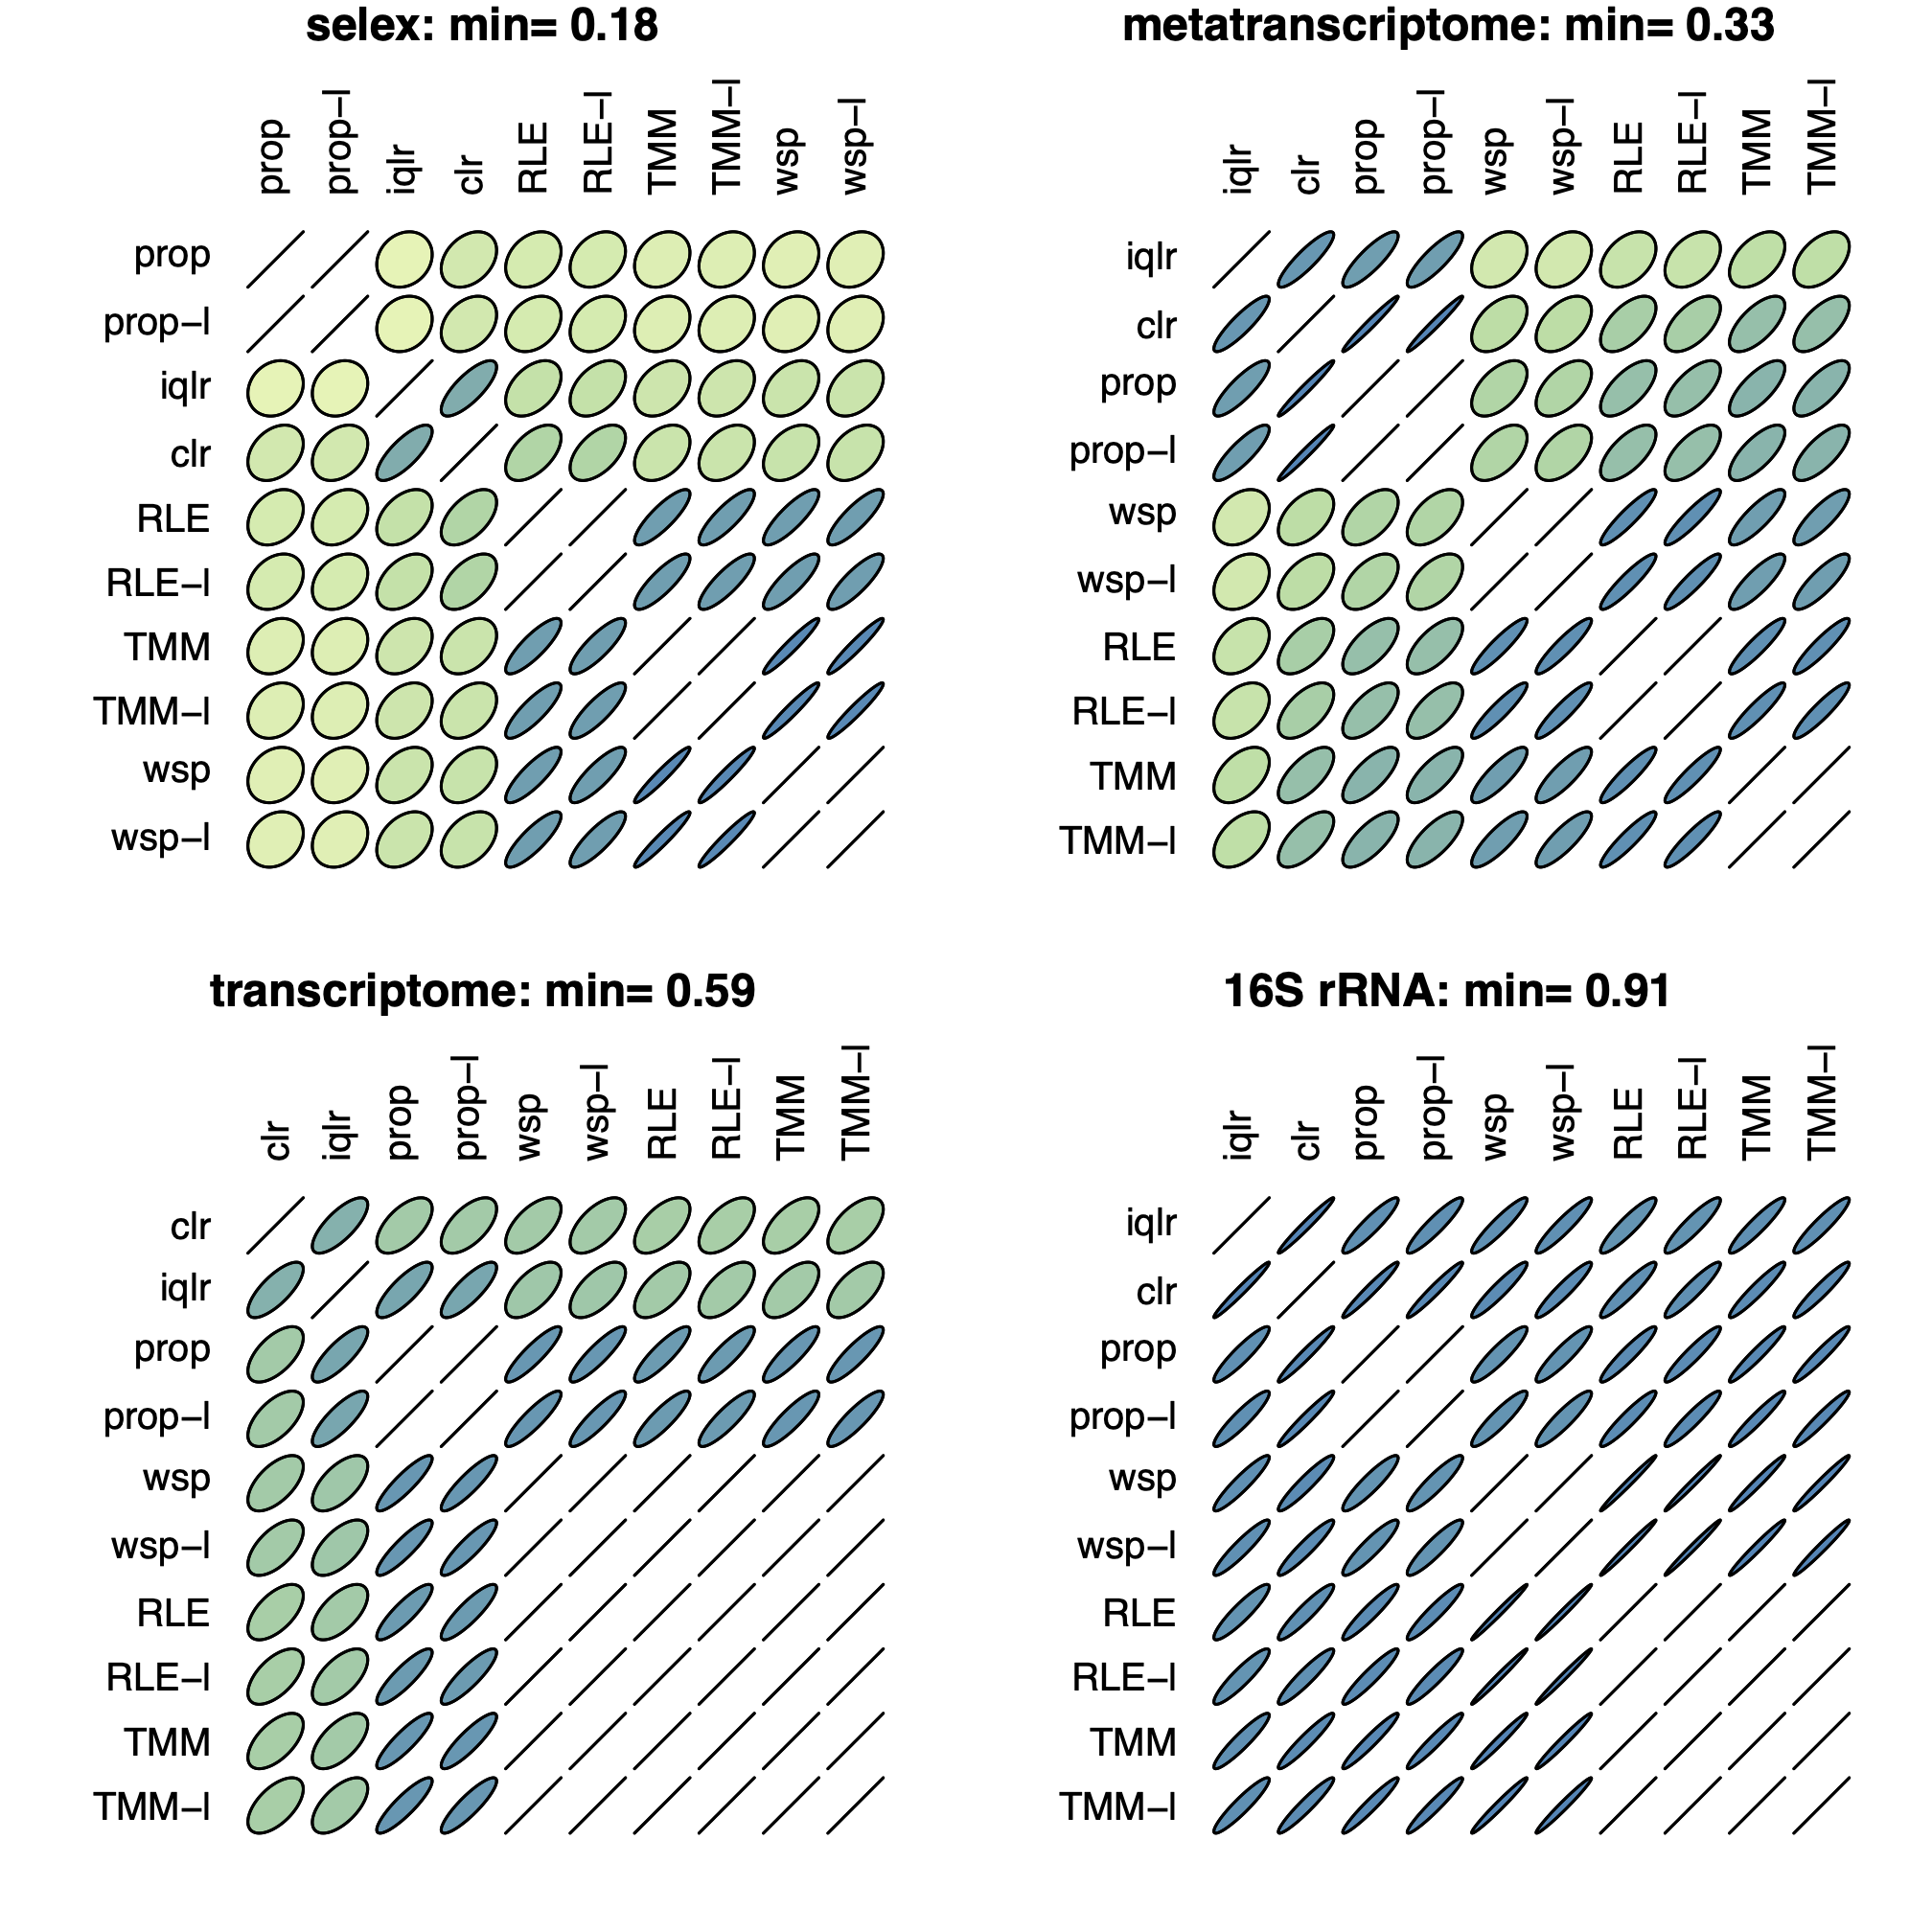 selex: min= 0.18
prop prop−l iqlr clr RLE RLE−l TMM TMM−l wsp wsp−l
prop
prop−l
iqlr
clr
RLE
RLE−l
TMM
TMM−l
wsp
wsp−l
metatranscriptome: min= 0.33
iqlr clr prop prop−l wsp wsp−l RLE RLE−l TMM TMM−l
iqlr
clr
prop
prop−l
wsp
wsp−l
RLE
RLE−l
TMM
TMM−l
transcriptome: min= 0.59
clr iqlr prop prop−l wsp wsp−l RLE RLE−l TMM TMM−l
clr
iqlr
prop
prop−l
wsp
wsp−l
RLE
RLE−l
TMM
TMM−l
16S rRNA: min= 0.91
iqlr clr prop prop−l wsp wsp−l RLE RLE−l TMM TMM−l
iqlr
clr
prop
prop−l
wsp
wsp−l
RLE
RLE−l
TMM
TMM−l